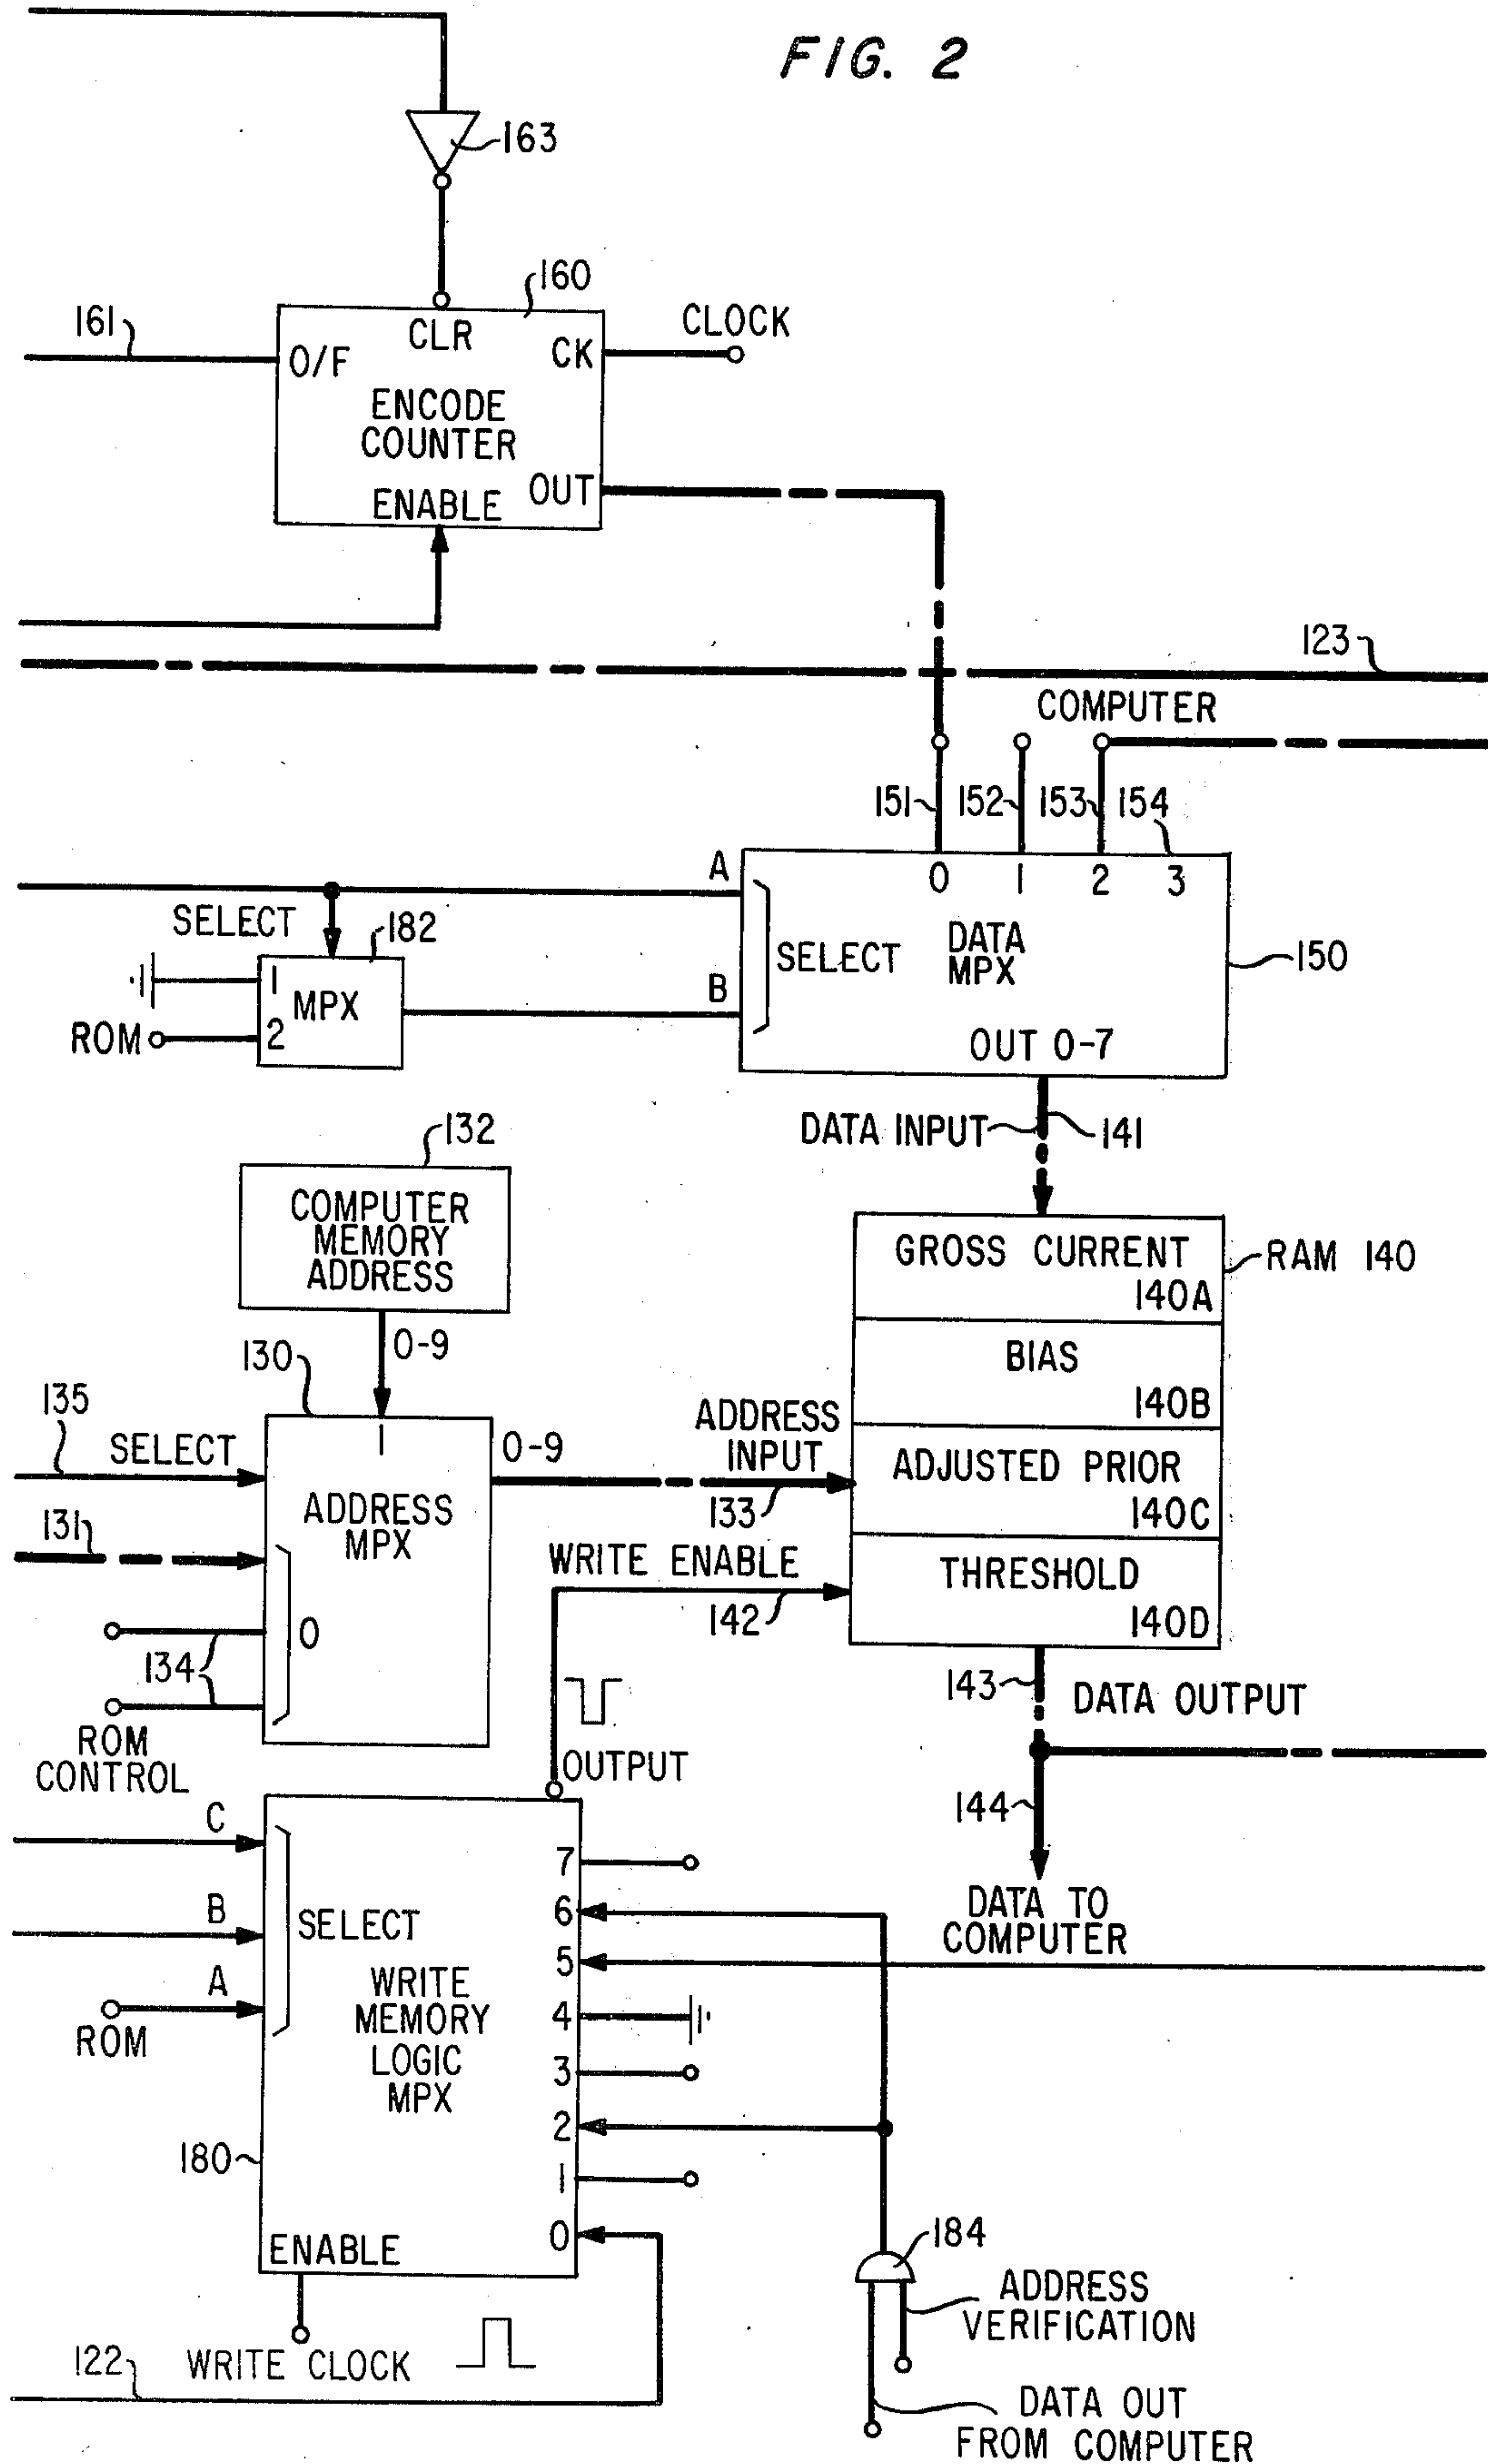 FIG. 2
163
160
161
CLR
CLOCK
O/F
CK
ENCODE
COUNTER
OUT
ENABLE
123
COMPUTER
151
152
153
154
A
0
1
2
3
SELECT
182
DATA
MPX
SELECT
150
1
MPX
B
ROM
2
OUT 0-7
DATA INPUT
141
132
COMPUTER
MEMORY
ADDRESS
GROSS CURRENT
140A
RAM 140
0-9
130
BIAS
140B
135
SELECT
1
0-9
ADDRESS
INPUT
133
ADJUSTED PRIOR
140C
131
ADDRESS
MPX
WRITE ENABLE
142
THRESHOLD
140D
0
134
143
DATA OUTPUT
ROM
CONTROL
OUTPUT
C
144
7
DATA TO
COMPUTER
B
SELECT
6
5
A
WRITE
MEMORY
LOGIC
MPX
4
ROM
3
2
180
1
0
184
ENABLE
ADDRESS
VERIFICATION
WRITE CLOCK
122
DATA OUT
FROM COMPUTER